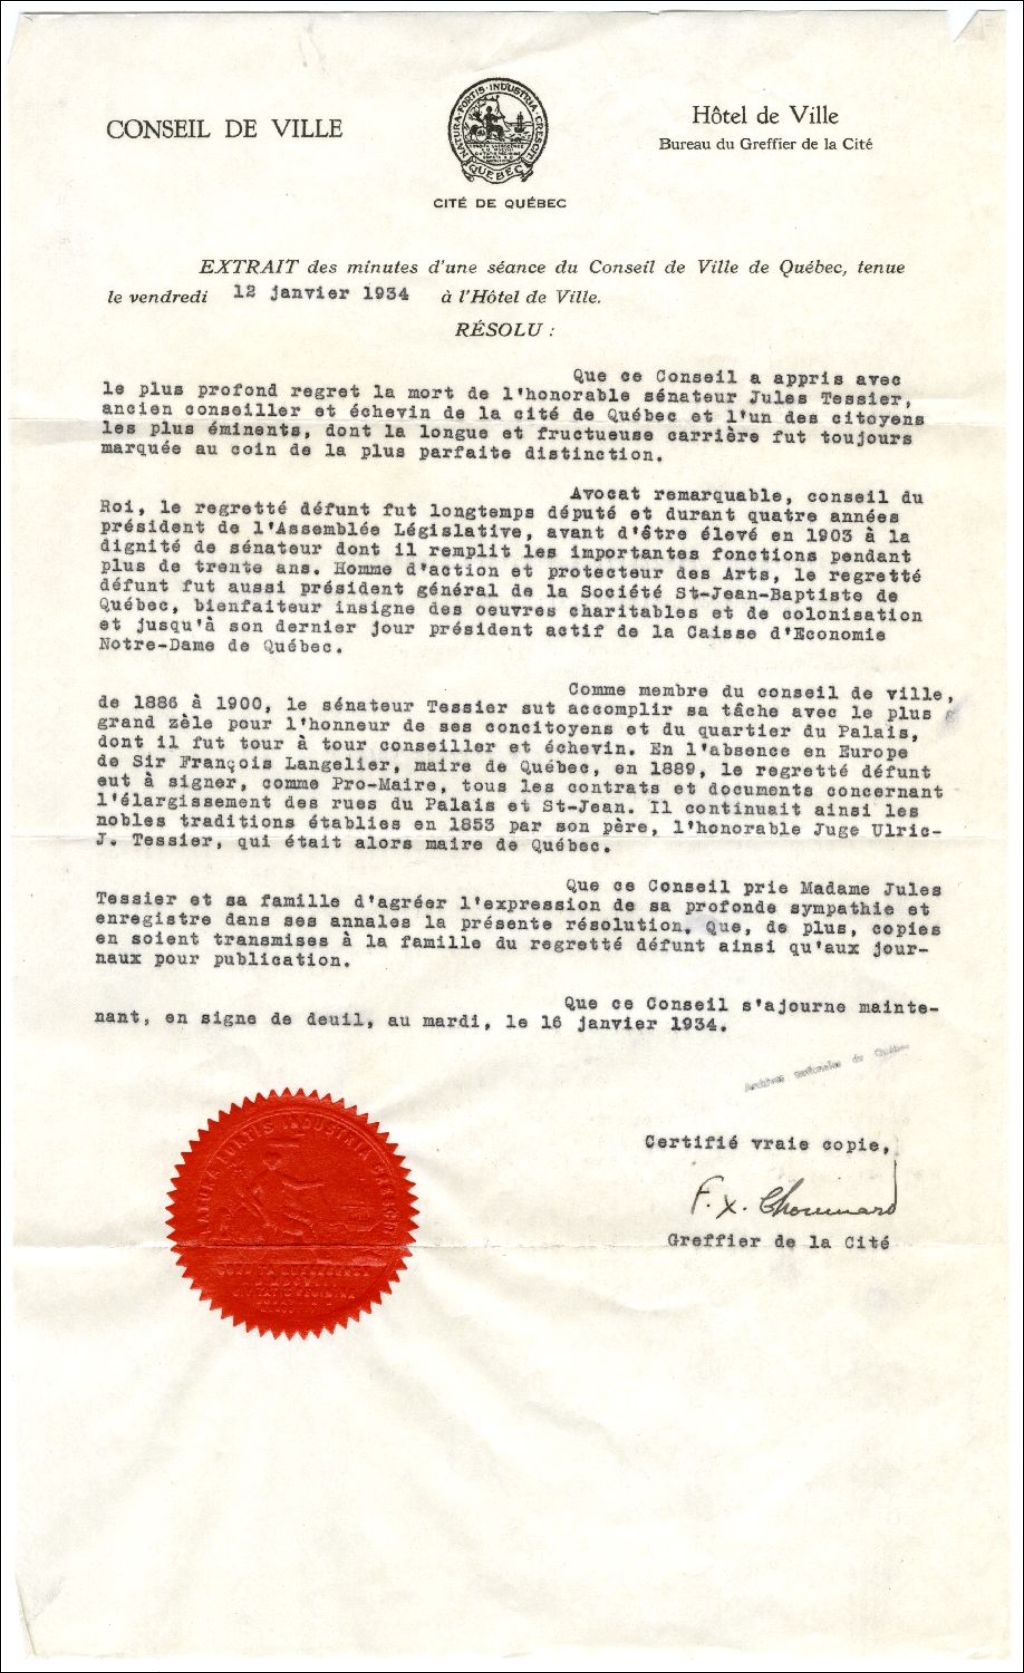 CONSEIL DE VILLE
NATURA·FORTIS·INDUSTRIA·CRESCIT
QUEBEC
CITÉ DE QUÉBEC
Hôtel de Ville
Bureau du Greffier de la Cité
EXTRAIT des minutes d'une séance du Conseil de Ville de Québec, tenue
le vendredi 12 janvier 1934 à l'Hôtel de Ville.
RÉSOLU :
Que ce Conseil a appris avec
le plus profond regret la mort de l'honorable sénateur Jules Tessier,
ancien conseiller et échevin de la cité de Québec et l'un des citoyens
les plus éminents, dont la longue et fructueuse carrière fut toujours
marquée au coin de la plus parfaite distinction.
Avocat remarquable, conseil du
Roi, le regretté défunt fut longtemps député et durant quatre années
président de l'Assemblée Législative, avant d'être élevé en 1903 à la
dignité de sénateur dont il remplit les importantes fonctions pendant
plus de trente ans. Homme d'action et protecteur des Arts, le regretté
défunt fut aussi président général de la Société St-Jean-Baptiste de
Québec, bienfaiteur insigne des oeuvres charitables et de colonisation
et jusqu'à son dernier jour président actif de la Caisse d'Economie
Notre-Dame de Québec.
Comme membre du conseil de ville,
de 1886 à 1900, le sénateur Tessier sut accomplir sa tâche avec le plus
grand zèle pour l'honneur de ses concitoyens et du quartier du Palais,
dont il fut tour à tour conseiller et échevin. En l'absence en Europe
de Sir François Langelier, maire de Québec, en 1889, le regretté défunt
eut à signer, comme Pro-Maire, tous les contrats et documents concernant
l'élargissement des rues du Palais et St-Jean. Il continuait ainsi les
nobles traditions établies en 1853 par son père, l'honorable Juge Ulric-
J. Tessier, qui était alors maire de Québec.
Que ce Conseil prie Madame Jules
Tessier et sa famille d'agréer l'expression de sa profonde sympathie et
enregistre dans ses annales la présente résolution. Que, de plus, copies
en soient transmises à la famille du regretté défunt ainsi qu'aux jour-
naux pour publication.
Que ce Conseil s'ajourne mainte-
nant, en signe de deuil, au mardi, le 16 janvier 1934.
Archives nationales du Québec
Certifié vraie copie,
F. X. Chouinard
Greffier de la Cité
NATURA FORTIS INDUSTRIA CRESCIT